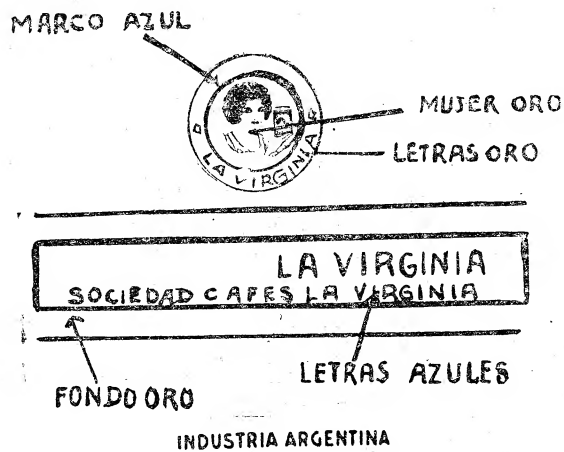 MARCO AZUL
MUJER ORO
LA VIRGINIA
LETRAS ORO
LA VIRGINIA
SOCIEDAD CAFES LA VIRGINIA
LETRAS AZULES
FONDO ORO
INDUSTRIA ARGENTINA